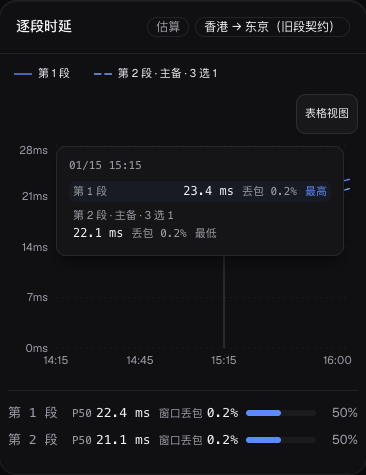 逐段时延 估算 香港 → 东京（旧段契约）
第 1 段 第 2 段 · 主备 · 3 选 1
表格视图
28ms
01/15 15:15
第 1 段 23.4 ms 丢包 0.2% 最高
21ms
第 2 段 · 主备 · 3 选 1
22.1 ms 丢包 0.2% 最低
14ms
7ms
0ms
14:15 14:45 15:15 16:00
第 1 段 P50 22.4 ms 窗口丢包 0.2% 50%
第 2 段 P50 21.1 ms 窗口丢包 0.2% 50%